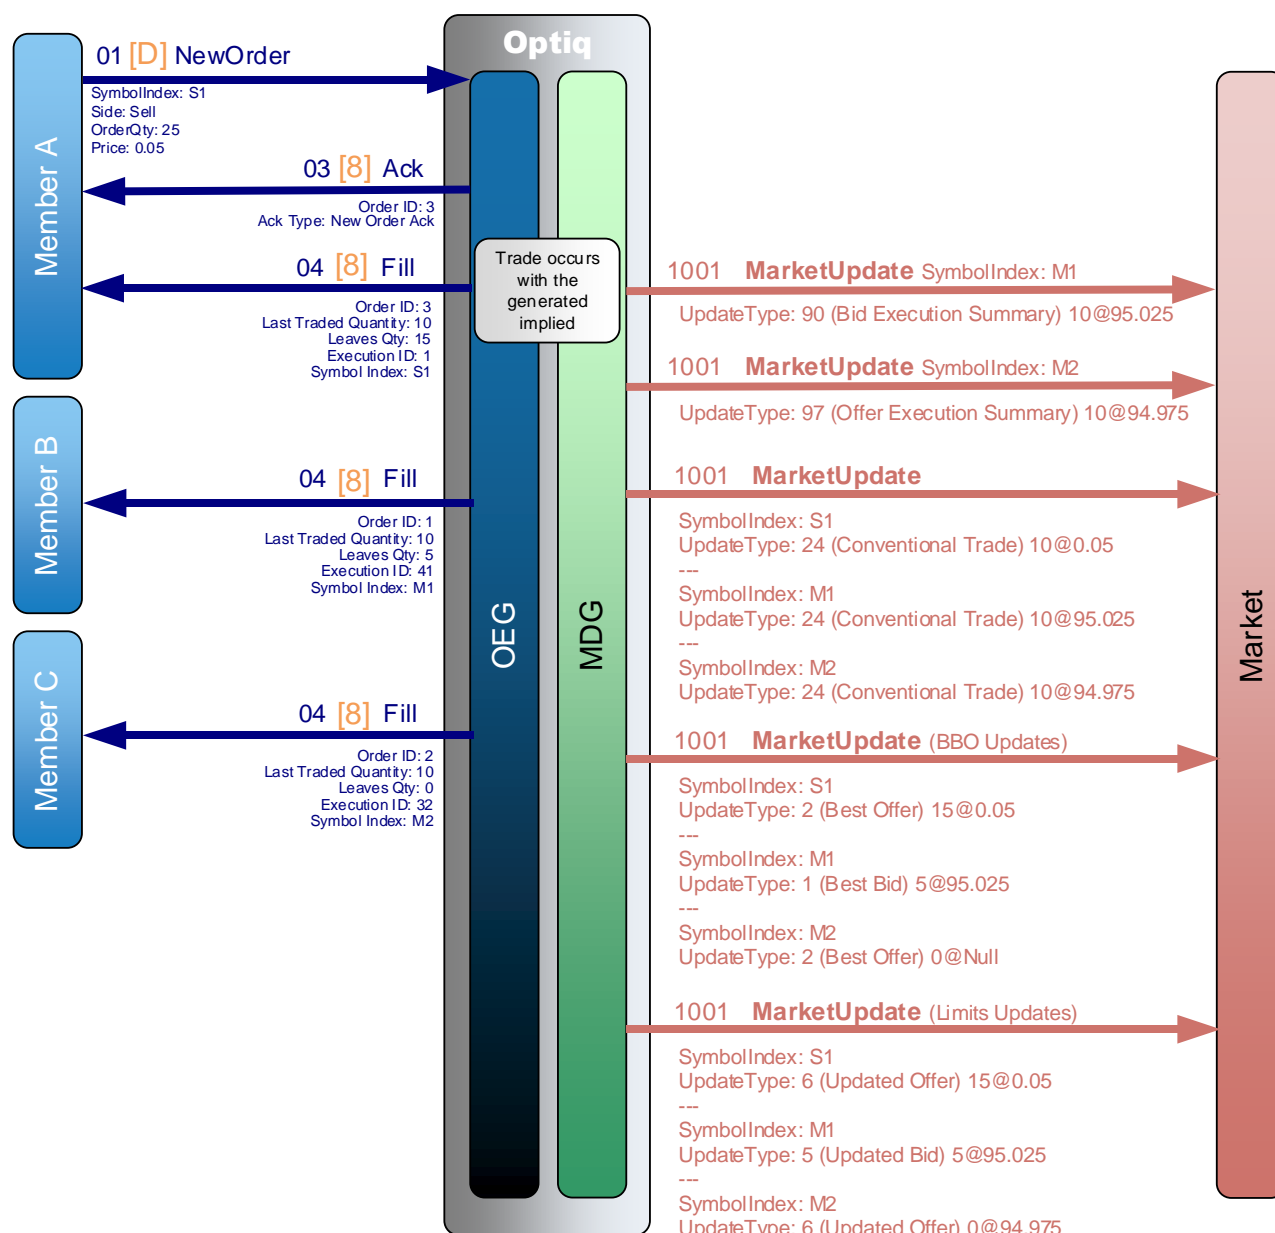 Optiq
Member A
01 [D] NewOrder
SymbolIndex: S1
Side: Sell
OrderQty: 25
Price: 0.05
03 [8] Ack
Order ID: 3
Ack Type: New Order Ack
04 [8] Fill
Order ID: 3
Last Traded Quantity: 10
Leaves Qty: 15
Execution ID: 1
Symbol Index: S1
Member B
04 [8] Fill
Order ID: 1
Last Traded Quantity: 10
Leaves Qty: 5
Execution ID: 41
Symbol Index: M1
Member C
04 [8] Fill
Order ID: 2
Last Traded Quantity: 10
Leaves Qty: 0
Execution ID: 32
Symbol Index: M2
OEG
MDG
Trade occurs
with the
generated
implied
1001 MarketUpdate SymbolIndex: M1
UpdateType: 90 (Bid Execution Summary) 10@95.025
1001 MarketUpdate SymbolIndex: M2
UpdateType: 97 (Offer Execution Summary) 10@94.975
1001 MarketUpdate
SymbolIndex: S1
UpdateType: 24 (Conventional Trade) 10@0.05
---
SymbolIndex: M1
UpdateType: 24 (Conventional Trade) 10@95.025
---
SymbolIndex: M2
UpdateType: 24 (Conventional Trade) 10@94.975
1001 MarketUpdate (BBO Updates)
SymbolIndex: S1
UpdateType: 2 (Best Offer) 15@0.05
---
SymbolIndex: M1
UpdateType: 1 (Best Bid) 5@95.025
---
SymbolIndex: M2
UpdateType: 2 (Best Offer) 0@Null
1001 MarketUpdate (Limits Updates)
SymbolIndex: S1
UpdateType: 6 (Updated Offer) 15@0.05
---
SymbolIndex: M1
UpdateType: 5 (Updated Bid) 5@95.025
---
SymbolIndex: M2
UpdateType: 6 (Updated Offer) 0@94.975
Market